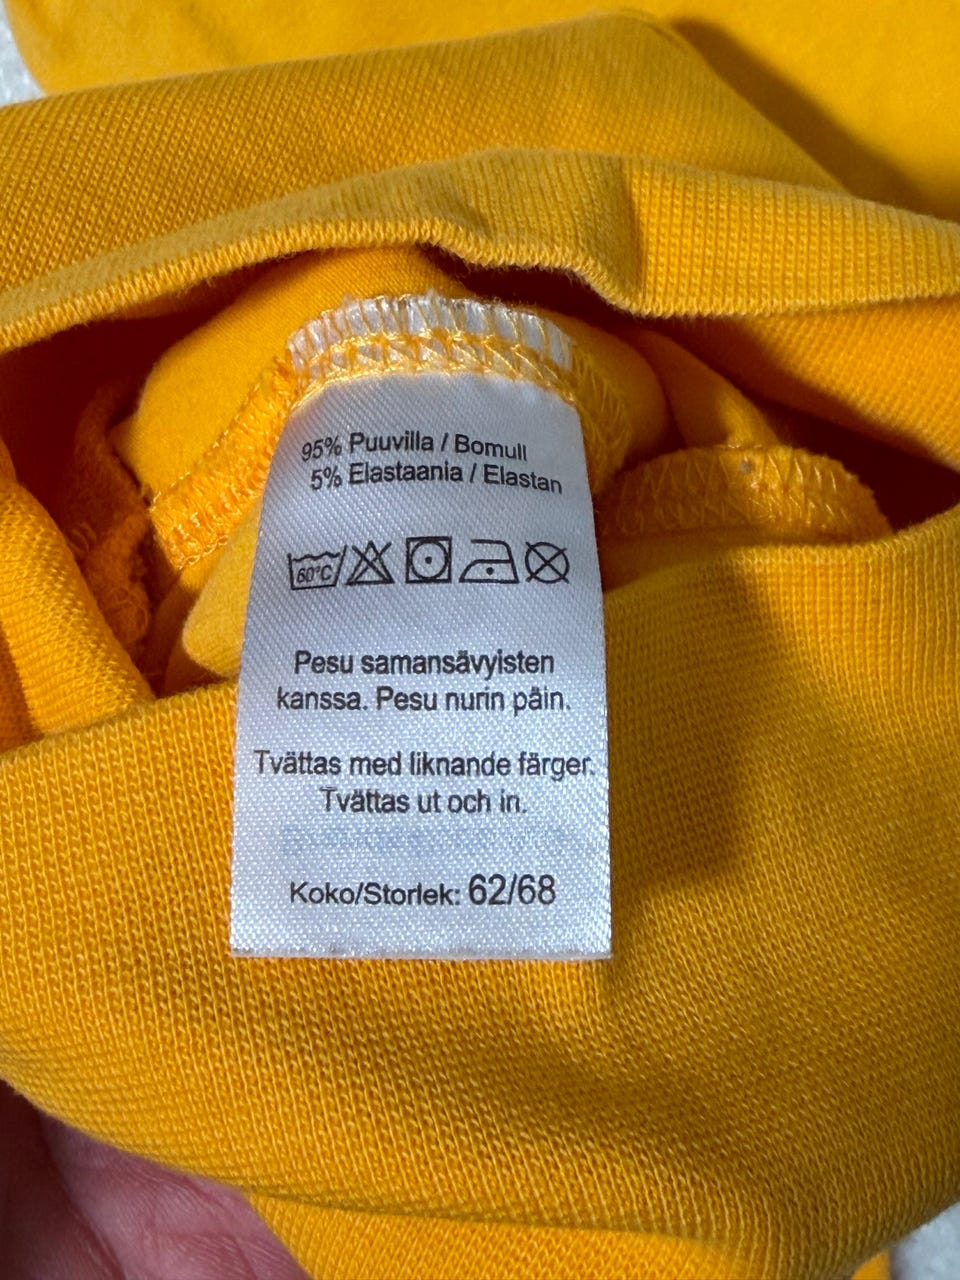 95% Puuvilla / Bomull
5% Elastaania / Elastan
60°C
Pesu samansävyisten
kanssa. Pesu nurin päin.
Tvättas med liknande färger.
Tvättas ut och in.
Koko/Storlek: 62/68